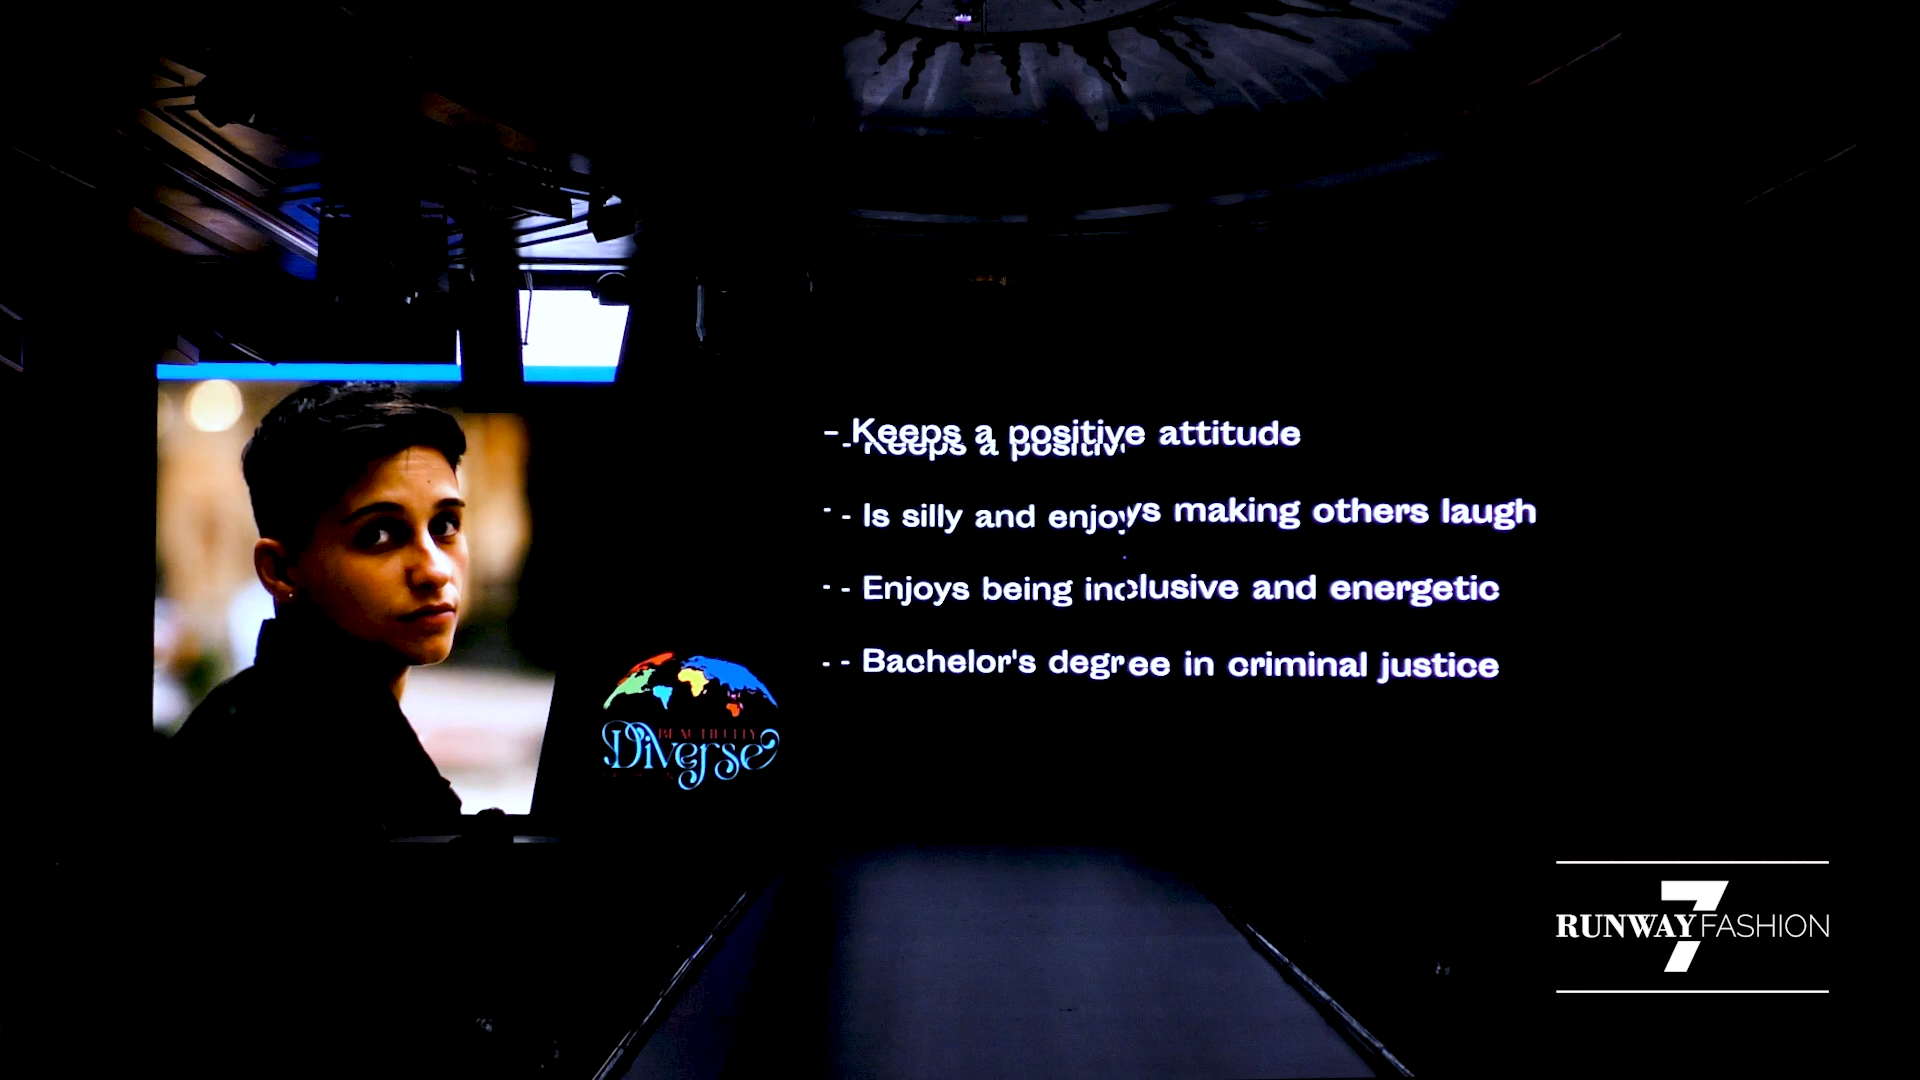 - Keeps a positive attitude
- Is silly and enjoys making others laugh
- Enjoys being inclusive and energetic
- Bachelor's degree in criminal justice
BEAUTIFULLY
Diverse
7
RUNWAY FASHION